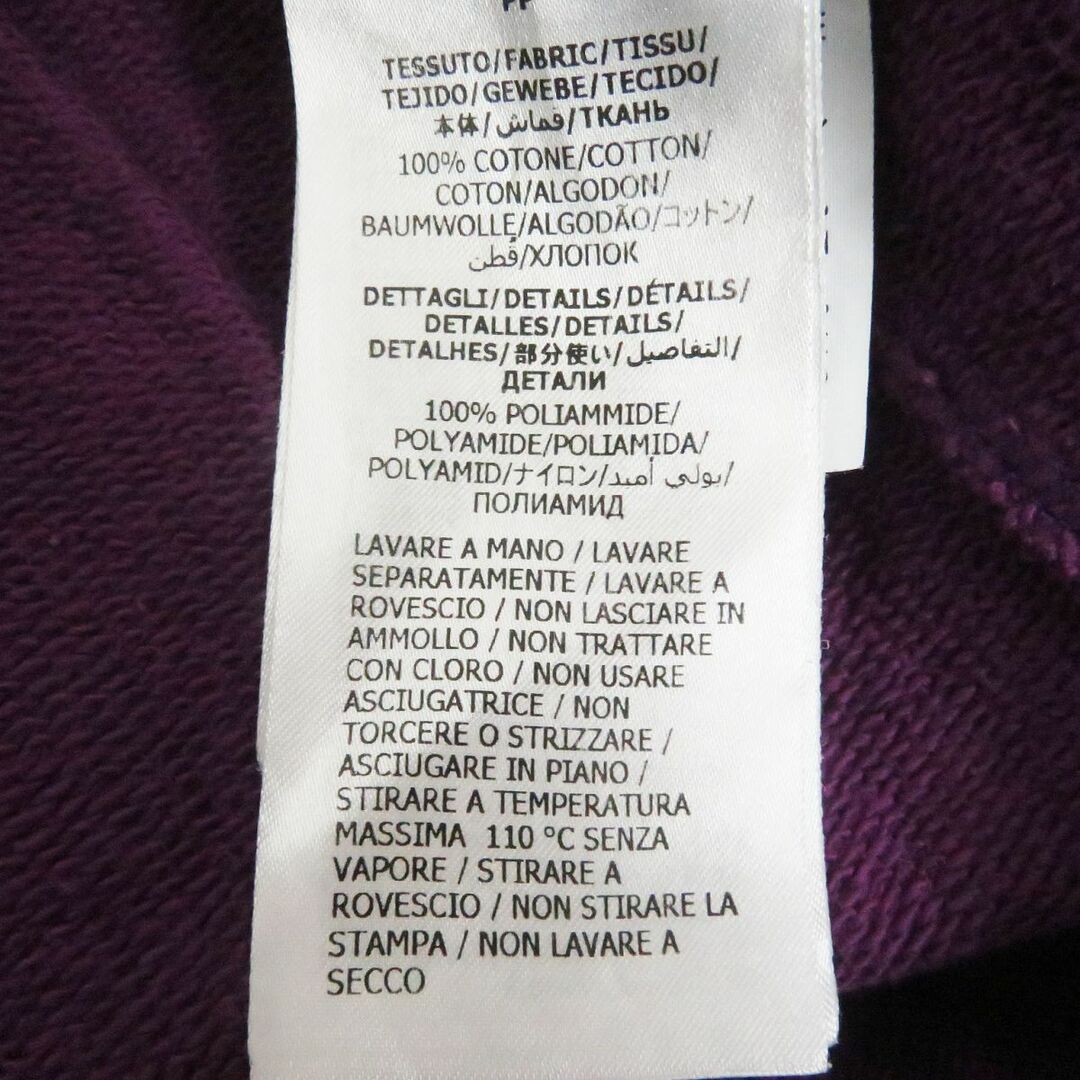 TESSUTO/FABRIC/TISSU/
TEJIDO/GEWEBE/TECIDO/
本体/قماش/ТКАНЬ
100% COTONE/COTTON/
COTON/ALGODON/
BAUMWOLLE/ALGODÃO/コットン/
قُطن/ХЛОПОК
DETTAGLI/DETAILS/DÉTAILS/
DETALLES/DETAILS/
DETALHES/部分使い/التفاصيل/
ДЕТАЛИ
100% POLIAMMIDE/
POLYAMIDE/POLIAMIDA/
POLYAMID/ナイロン/بولي أميد/
ПОЛИАМИД
LAVARE A MANO / LAVARE
SEPARATAMENTE / LAVARE A
ROVESCIO / NON LASCIARE IN
AMMOLLO / NON TRATTARE
CON CLORO / NON USARE
ASCIUGATRICE / NON
TORCERE O STRIZZARE /
ASCIUGARE IN PIANO /
STIRARE A TEMPERATURA
MASSIMA 110 °C SENZA
VAPORE / STIRARE A
ROVESCIO / NON STIRARE LA
STAMPA / NON LAVARE A
SECCO